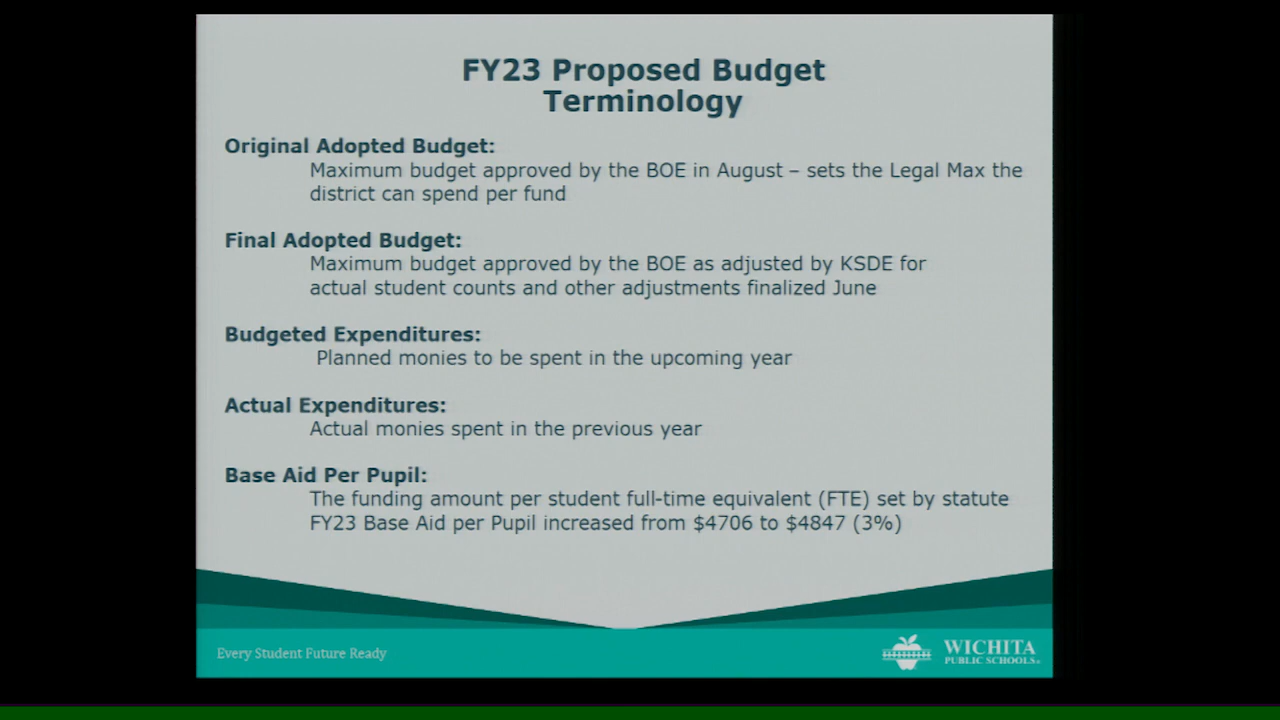 FY23 Proposed Budget
Terminology
Original Adopted Budget:
Maximum budget approved by the BOE in August – sets the Legal Max the
district can spend per fund
Final Adopted Budget:
Maximum budget approved by the BOE as adjusted by KSDE for
actual student counts and other adjustments finalized June
Budgeted Expenditures:
Planned monies to be spent in the upcoming year
Actual Expenditures:
Actual monies spent in the previous year
Base Aid Per Pupil:
The funding amount per student full-time equivalent (FTE) set by statute
FY23 Base Aid per Pupil increased from $4706 to $4847 (3%)
Every Student Future Ready
WICHITA
PUBLIC SCHOOLS